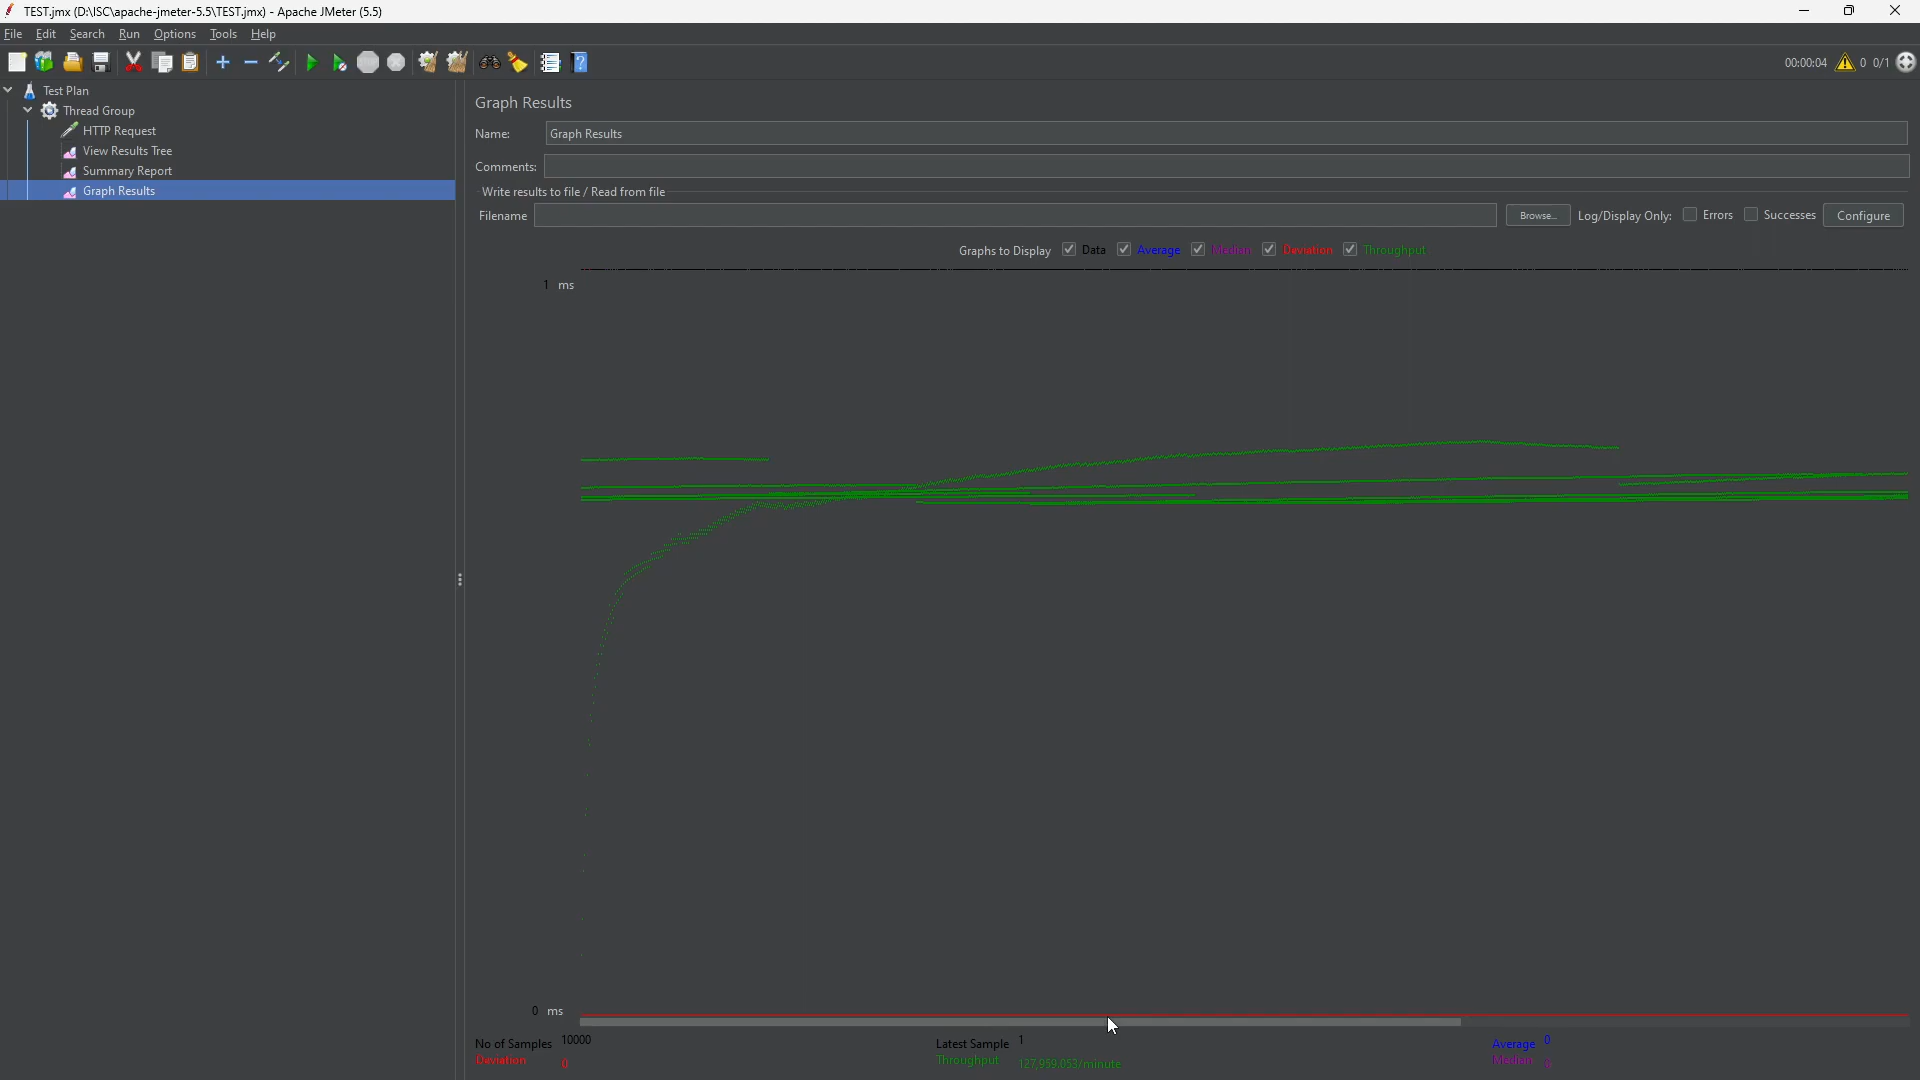 TEST.jmx (D:\ISC\apache-jmeter-5.5\TEST.jmx) - Apache JMeter (5.5)
File Edit Search Run Options Tools Help
00:00:04 0 0/1
Test Plan
Thread Group
HTTP Request
View Results Tree
Summary Report
Graph Results
Graph Results
Name: Graph Results
Comments:
Write results to file / Read from file
Filename Browse... Log/Display Only: Errors Successes Configure
Graphs to Display Data Average Median Deviation Throughput
1 ms
0 ms
No of Samples 10000 Latest Sample 1 Average 0
Deviation 0 Throughput 127,959.053/minute Median 0